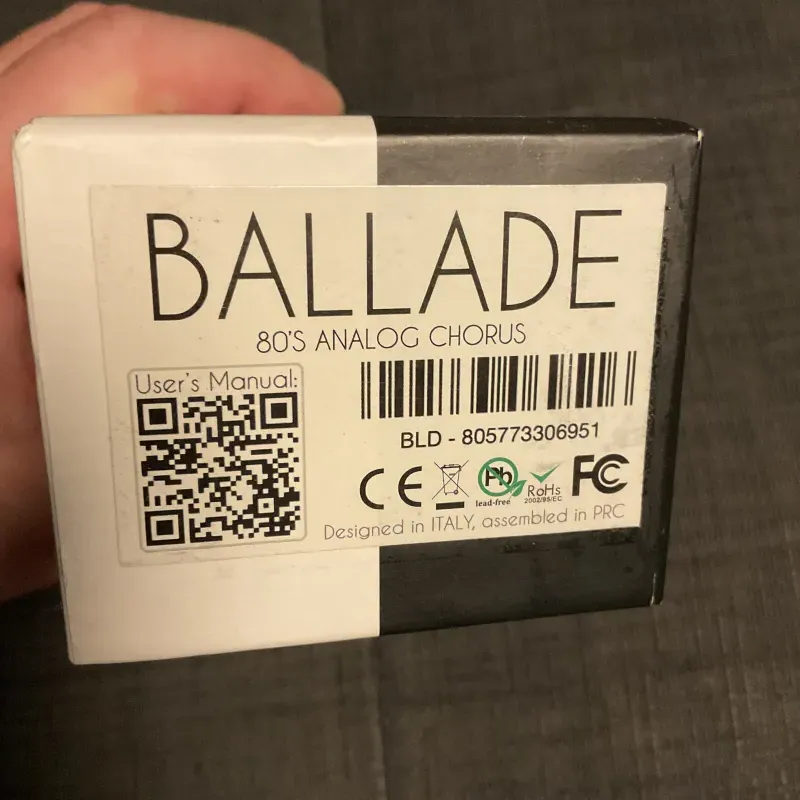 BALLADE
80'S ANALOG CHORUS
User's Manual:
BLD - 805773306951
CE Pb RoHs FC
lead-free 2002/95/EC
Designed in ITALY, assembled in PRC